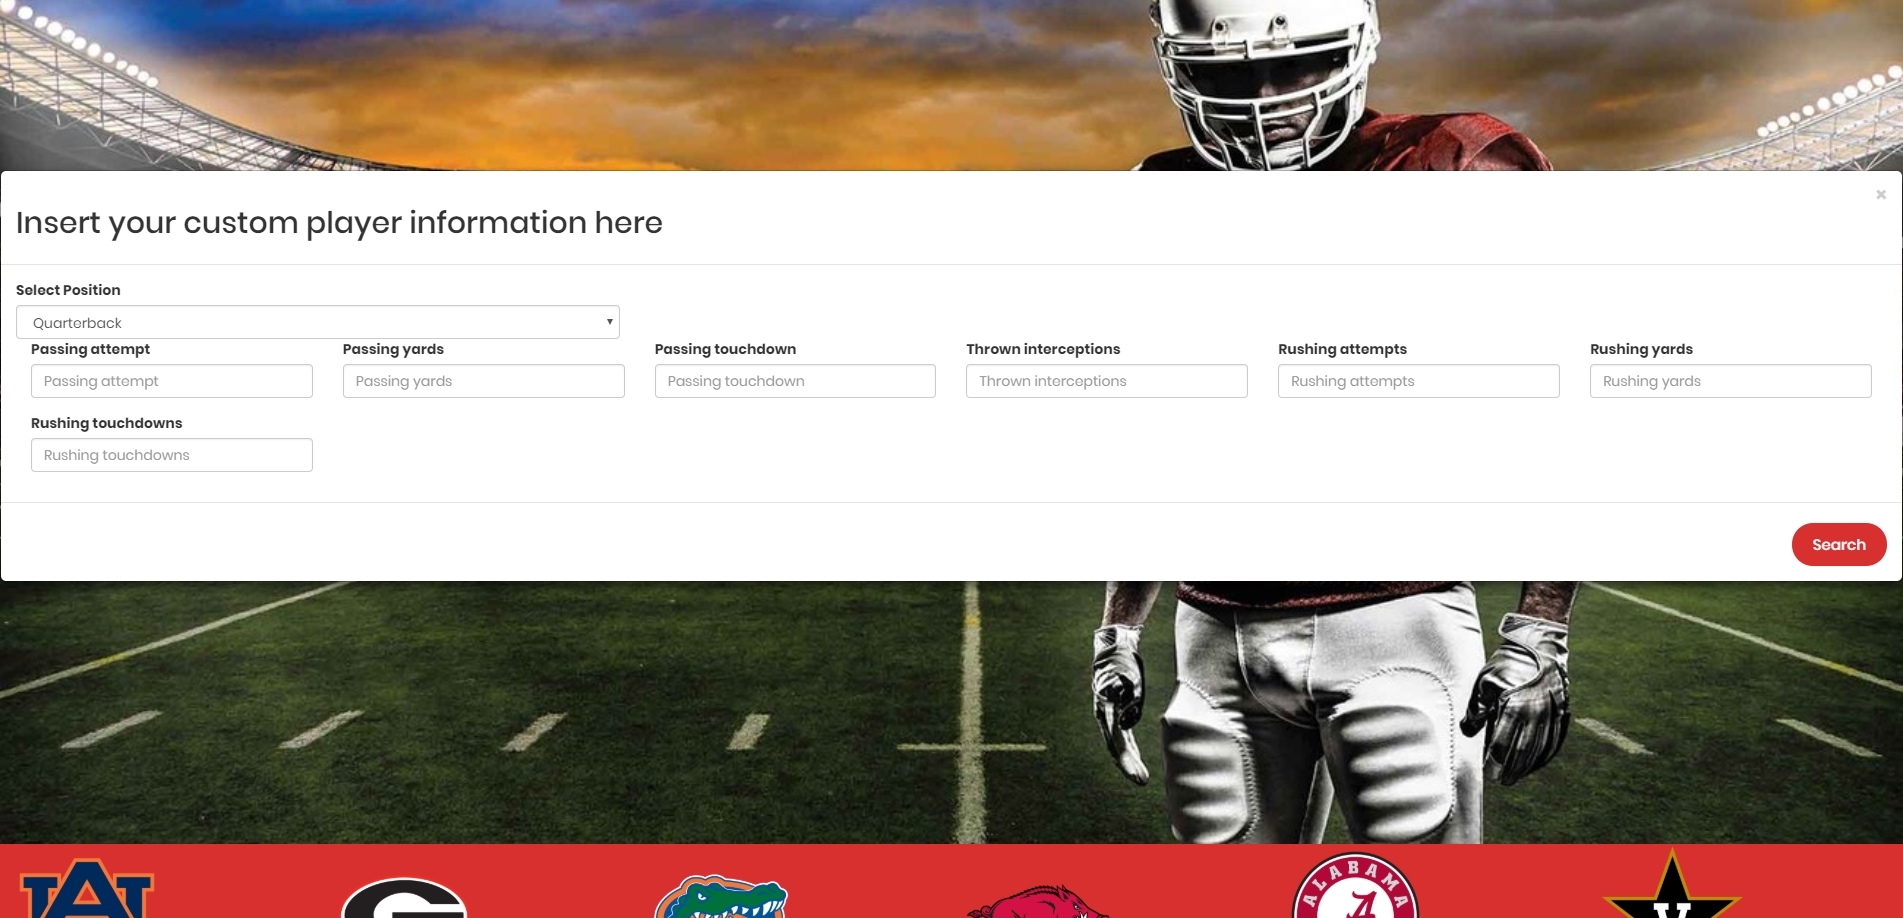 ×
Insert your custom player information here
Select Position
Quarterback
Passing attempt Passing yards Passing touchdown Thrown interceptions Rushing attempts Rushing yards
Passing attempt Passing yards Passing touchdown Thrown interceptions Rushing attempts Rushing yards
Rushing touchdowns
Rushing touchdowns
Search
AU G ALABAMA A V